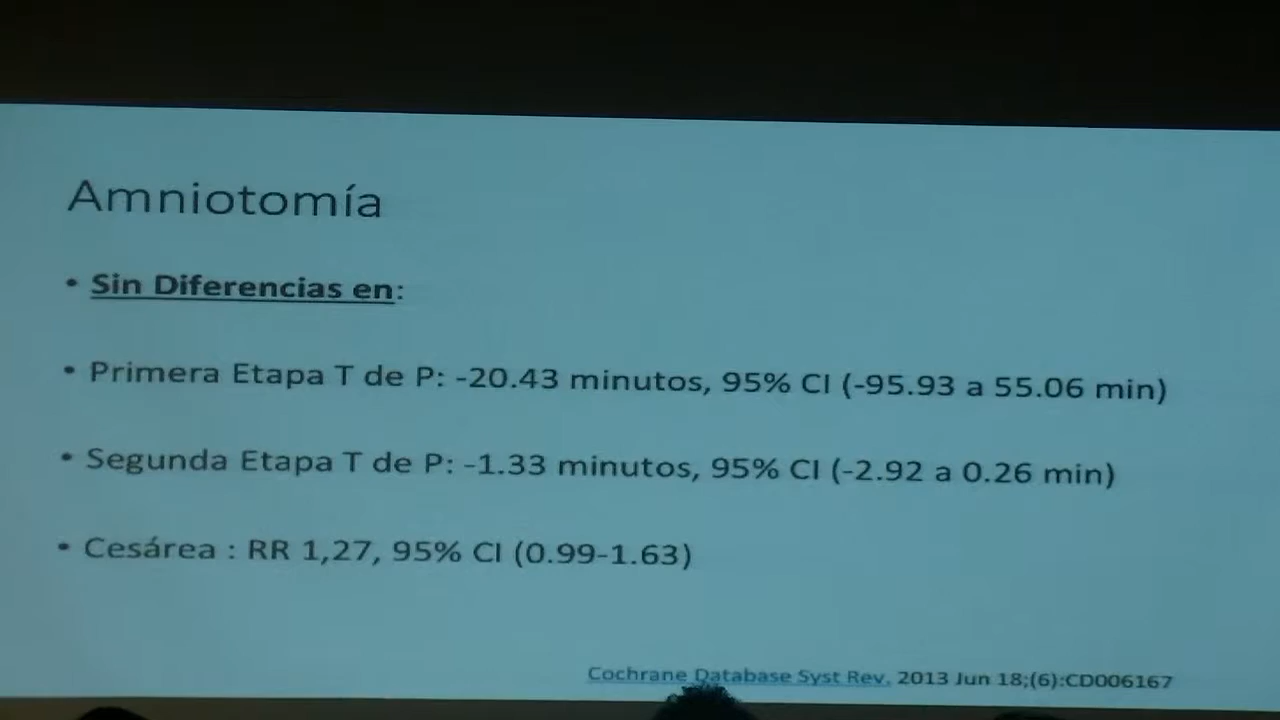 Amniotomía
• Sin Diferencias en:
• Primera Etapa T de P: -20.43 minutos, 95% CI (-95.93 a 55.06 min)
• Segunda Etapa T de P: -1.33 minutos, 95% CI (-2.92 a 0.26 min)
• Cesárea : RR 1,27, 95% CI (0.99-1.63)
Cochrane Database Syst Rev. 2013 Jun 18;(6):CD006167